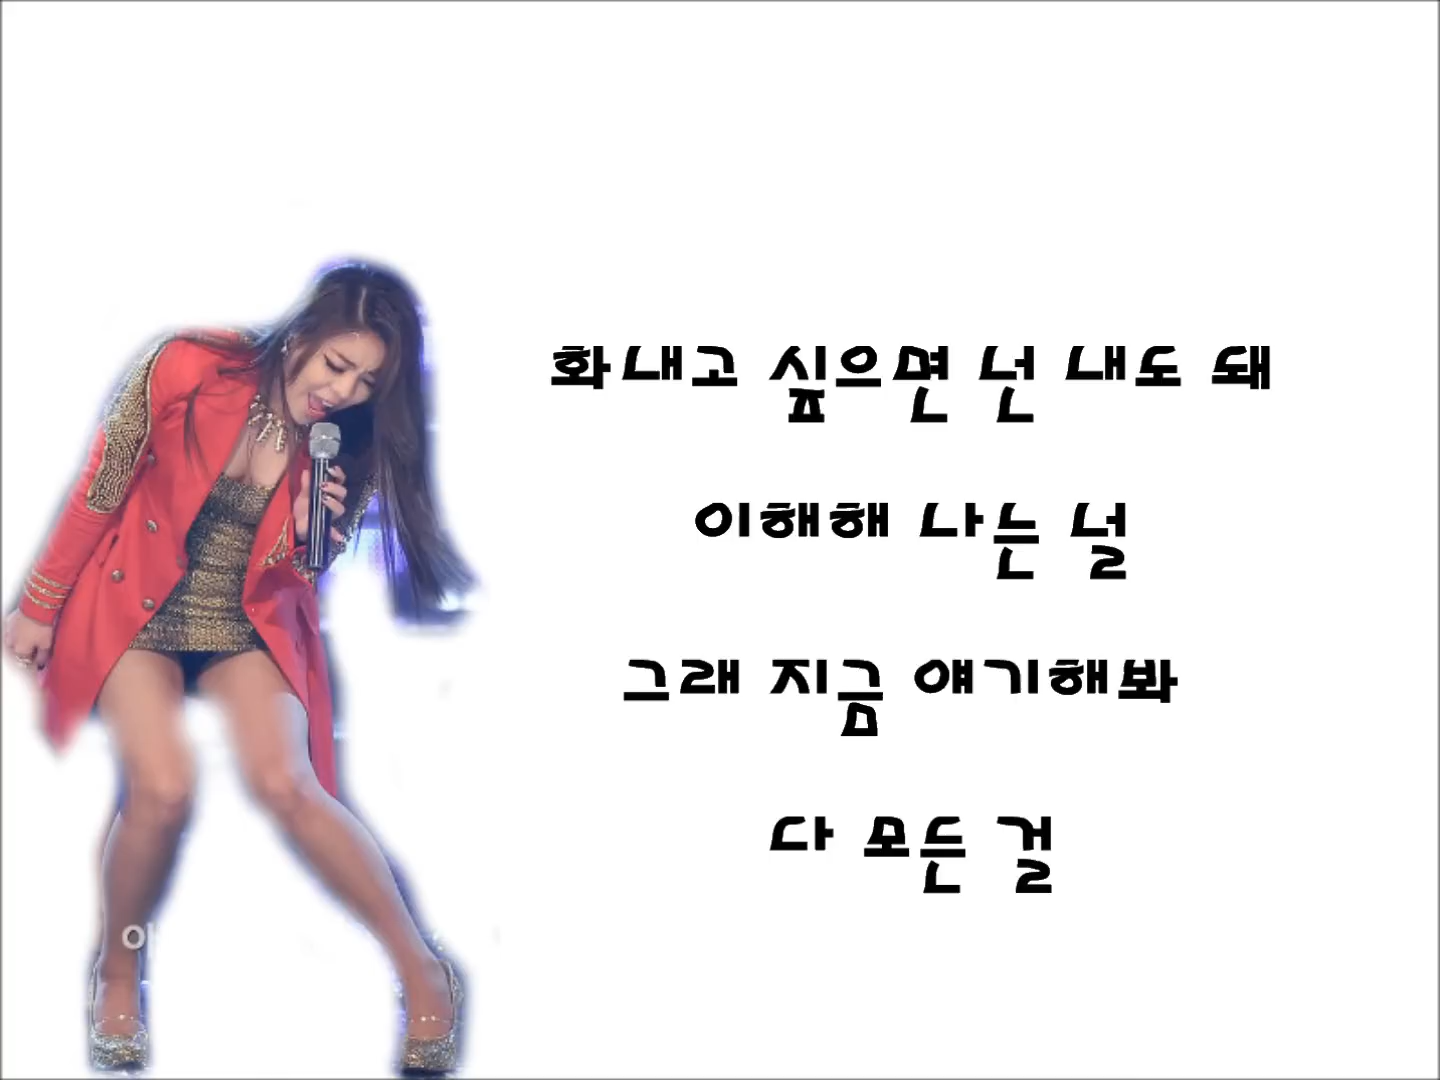 화내고 싶으면 넌 내도 돼
이해해 나는 널
그래 지금 얘기해봐
다 모든 걸